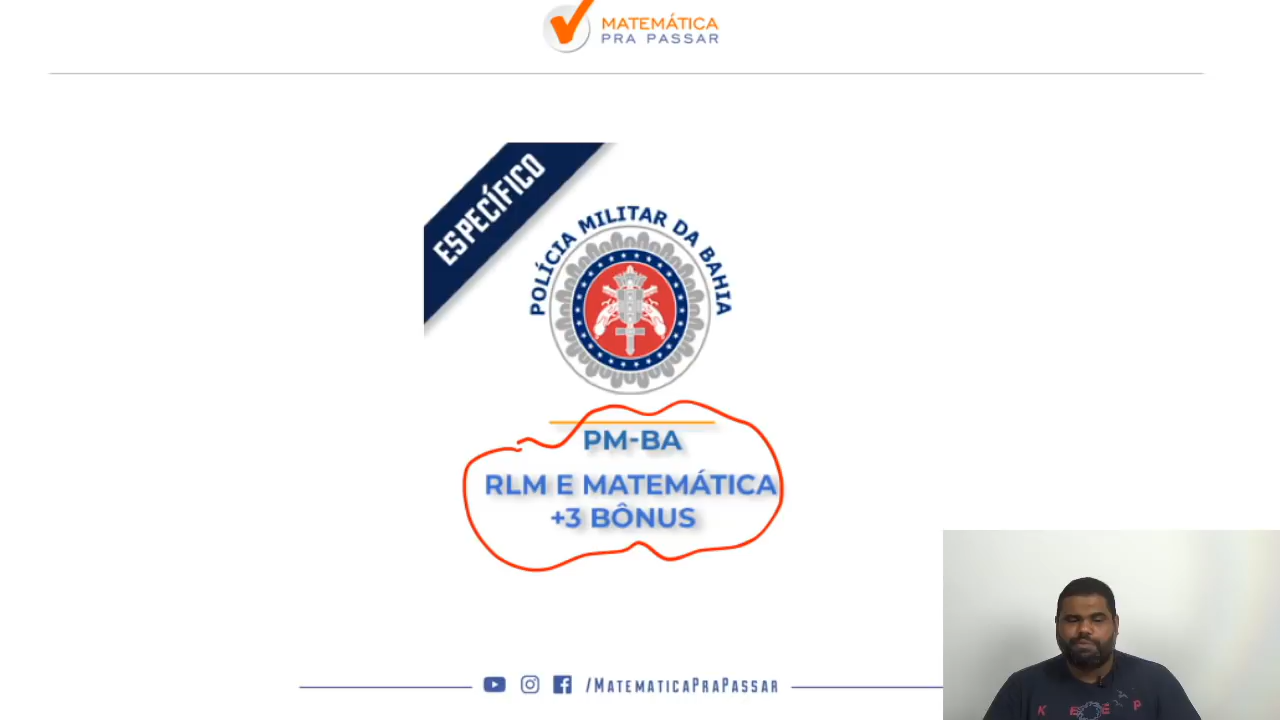 MATEMÁTICA
PRA PASSAR
ESPECÍFICO
POLÍCIA MILITAR DA BAHIA
PM-BA
RLM E MATEMÁTICA
+3 BÔNUS
/MATEMATICAPRAPASSAR
K E E P